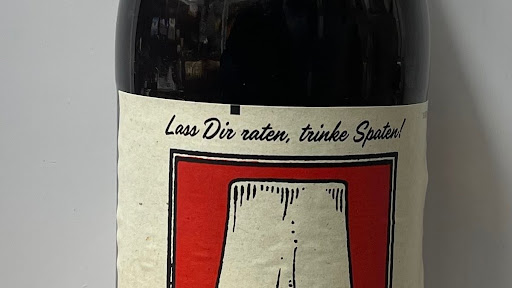 Lass Dir raten, trinke Spaten!